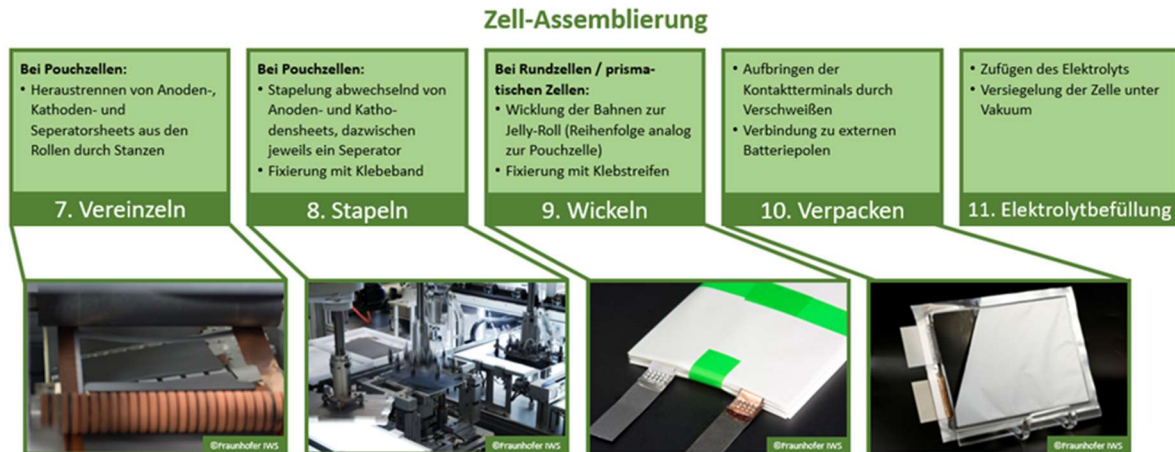 Zell-Assemblierung
Bei Pouchzellen:
• Heraustrennen von Anoden-,
Kathoden- und
Seperatorsheets aus den
Rollen durch Stanzen
7. Vereinzeln
Bei Pouchzellen:
• Stapelung abwechselnd von
Anoden- und Katho-
densheets, dazwischen
jeweils ein Seperator
• Fixierung mit Klebeband
8. Stapeln
Bei Rundzellen / prisma-
tischen Zellen:
• Wicklung der Bahnen zur
Jelly-Roll (Reihenfolge analog
zur Pouchzelle)
• Fixierung mit Klebstreifen
9. Wickeln
• Aufbringen der
Kontaktterminals durch
Verschweißen
• Verbindung zu externen
Batteriepolen
10. Verpacken
• Zufügen des Elektrolyts
• Versiegelung der Zelle unter
Vakuum
11. Elektrolytbefüllung
©Fraunhofer IWS
©Fraunhofer IWS
©Fraunhofer IWS
©Fraunhofer IWS